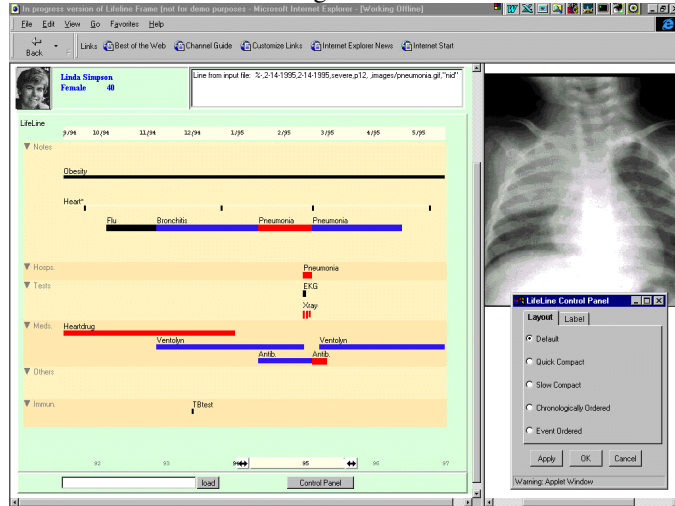 In progress version of Lifeline Frame (not for demo purposes - Microsoft Internet Explorer - [Working Offline]
File Edit View Go Favorites Help
Back Links Best of the Web Channel Guide Customize Links Internet Explorer News Internet Start
Linda Simpson
Female 40
Line from input file: %-,2-14-1995,2-14-1995,severe,p12, ,images/pneumonia.gif,"nid"
LifeLine
9/94 10/94 11/94 12/94 1/95 2/95 3/95 4/95 5/95
Notes
Obesity
Heart*
Flu Bronchitis Pneumonia Pneumonia
Hosps. Pneumonia
Tests EKG
Xray
Meds. Heartdrug
Ventolyn Ventolyn
Antib. Antib.
Others
Immun. TBtest
92 93 94 95 96 97
load Control Panel
LifeLine Control Panel
Layout Label
Default
Quick Compact
Slow Compact
Chronologically Ordered
Event Ordered
Apply OK Cancel
Warning: Applet Window